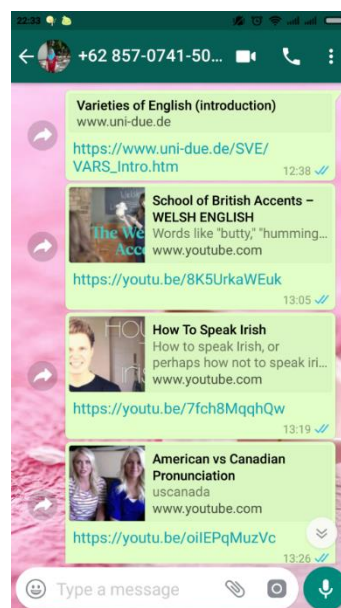 22:33
+62 857-0741-50...
Varieties of English (introduction)
www.uni-due.de
https://www.uni-due.de/SVE/
VARS_Intro.htm
12:38
School of British Accents –
WELSH ENGLISH
Words like "butty," "humming...
www.youtube.com
https://youtu.be/8K5UrkaWEuk
13:05
How To Speak Irish
How to speak Irish, or
perhaps how not to speak iri...
www.youtube.com
https://youtu.be/7fch8MqqhQw
13:19
American vs Canadian
Pronunciation
uscanada
www.youtube.com
https://youtu.be/oilEPqMuzVc
13:26
Type a message